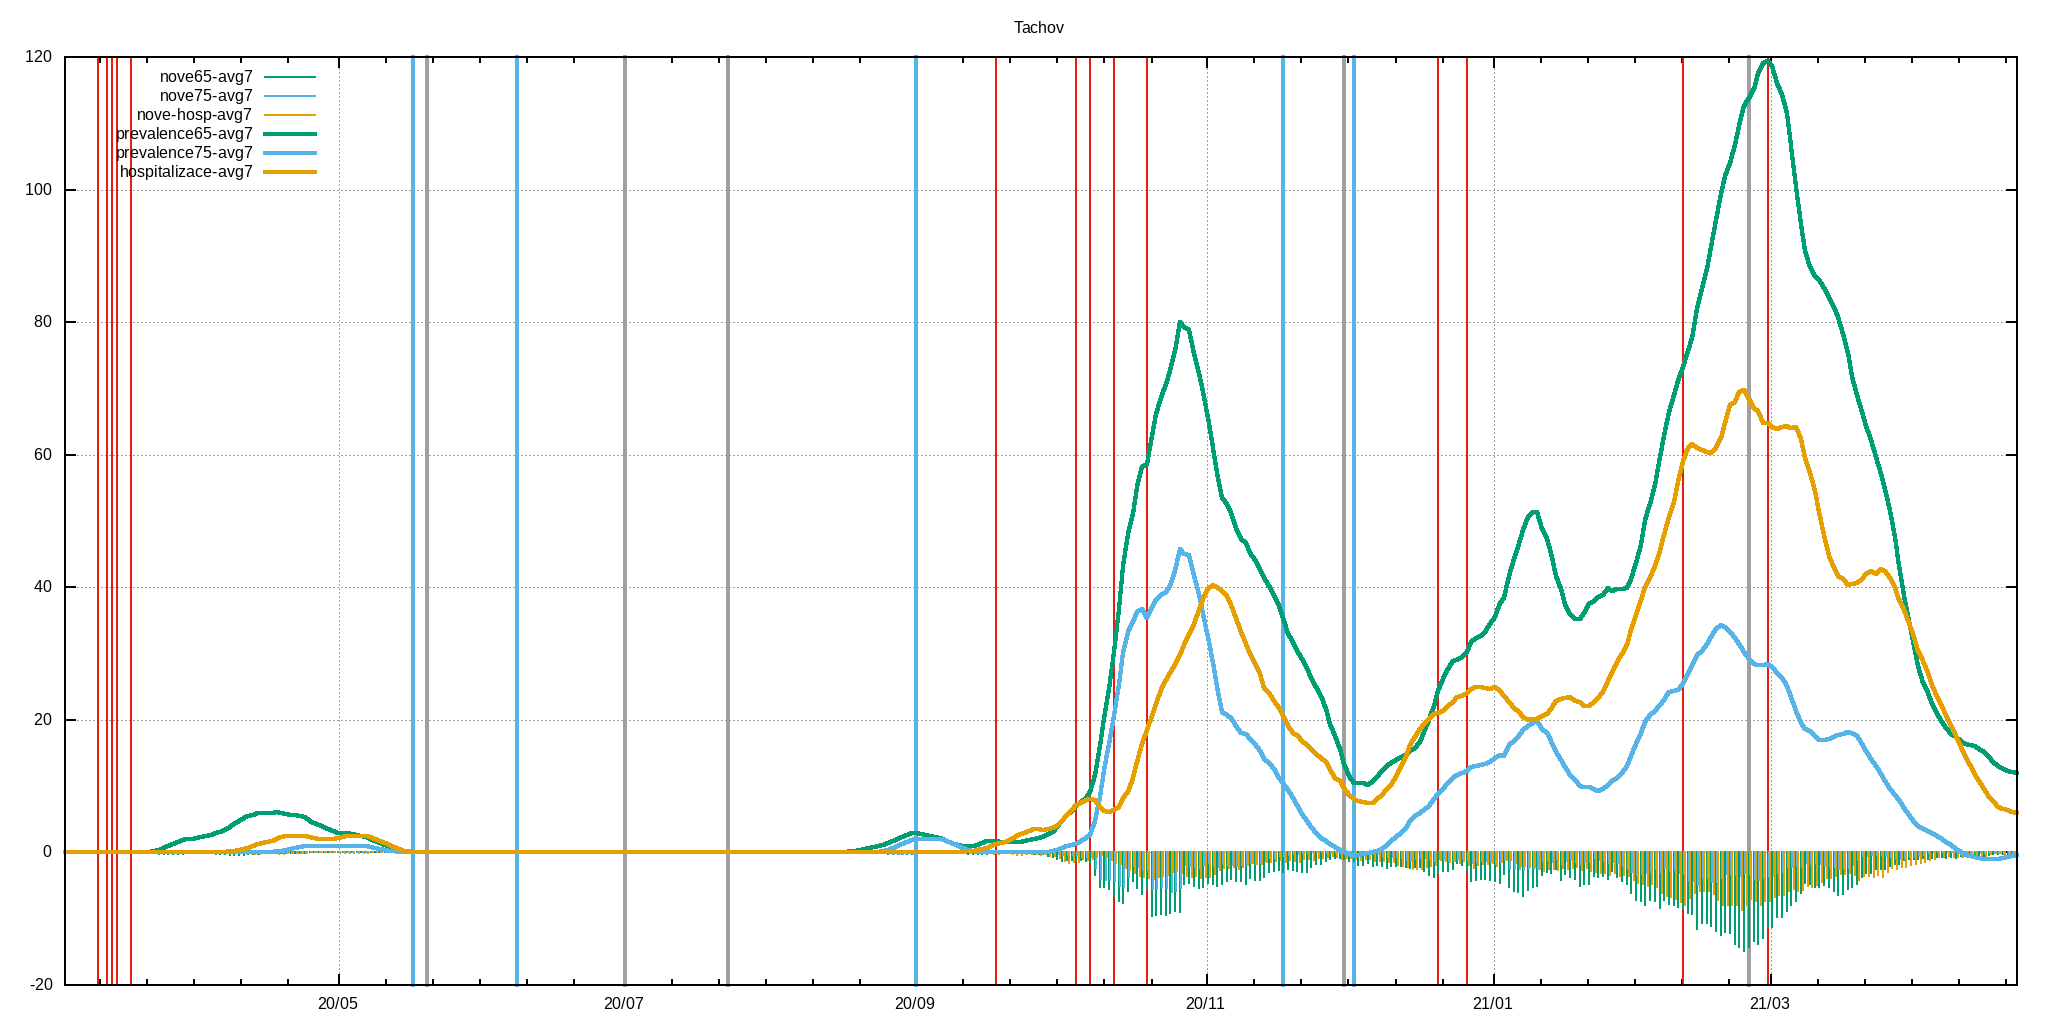 Tachov
120
nove65-avg7
nove75-avg7
nove-hosp-avg7
prevalence65-avg7
prevalence75-avg7
hospitalizace-avg7
100
80
60
40
20
0
-20
20/05 20/07 20/09 20/11 21/01 21/03